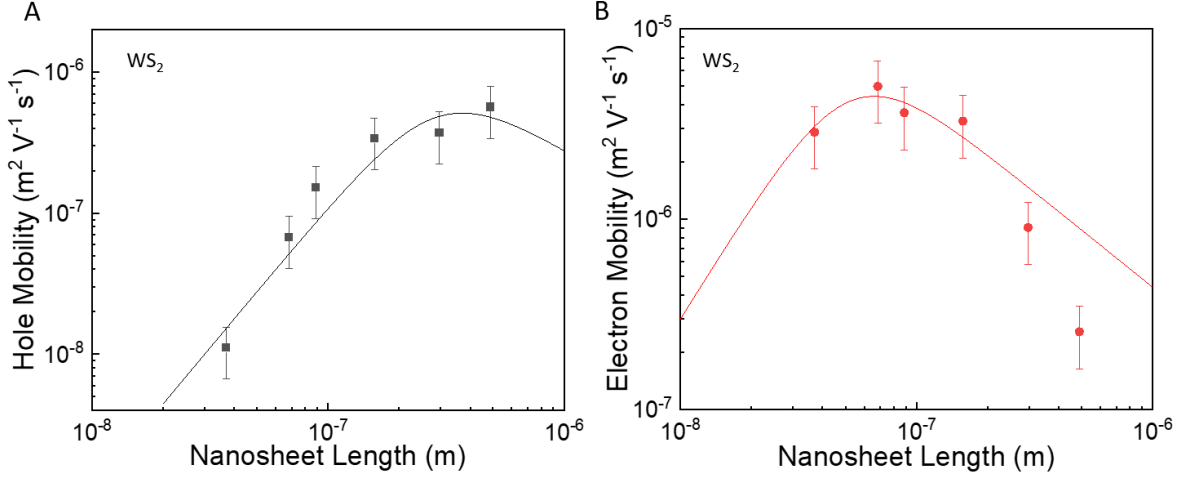 A
WS₂
Hole Mobility (m² V⁻¹ s⁻¹)
10⁻⁶
10⁻⁷
10⁻⁸
10⁻⁸
10⁻⁷
10⁻⁶
Nanosheet Length (m)
B
WS₂
Electron Mobility (m² V⁻¹ s⁻¹)
10⁻⁵
10⁻⁶
10⁻⁷
10⁻⁸
10⁻⁷
10⁻⁶
Nanosheet Length (m)